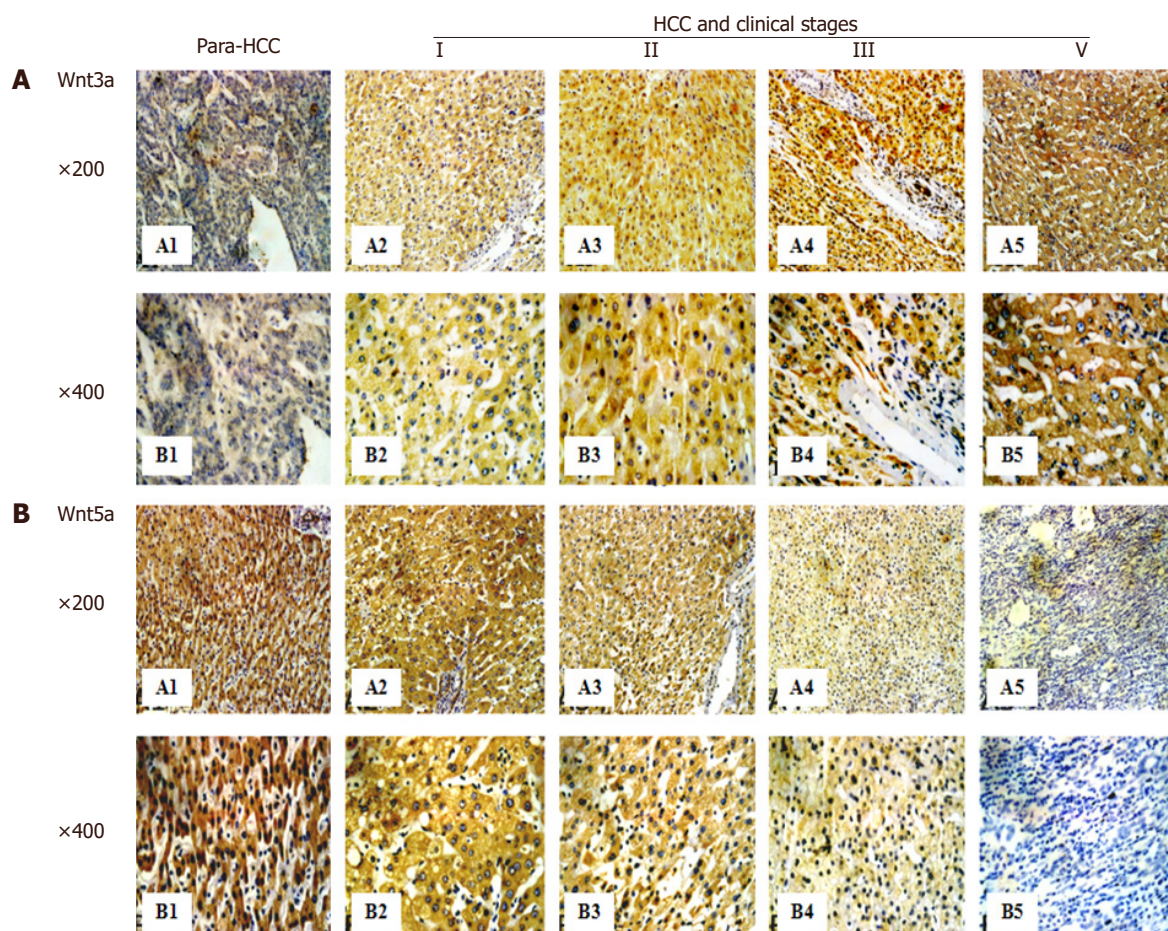 HCC and clinical stages
Para-HCC I II III V
A Wnt3a
×200
A1 A2 A3 A4 A5
×400
B1 B2 B3 B4 B5
B Wnt5a
×200
A1 A2 A3 A4 A5
×400
B1 B2 B3 B4 B5